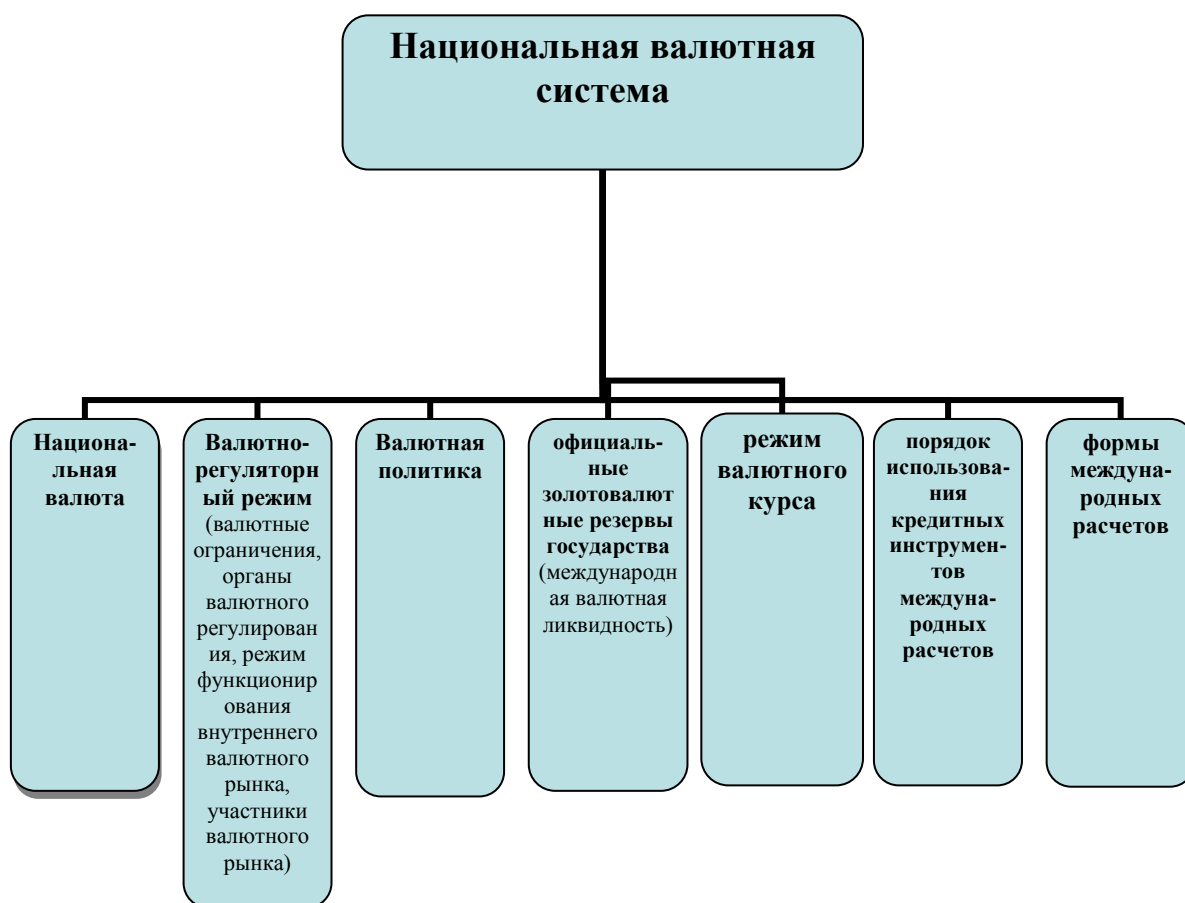 Национальная валютная
система
Национа-
льная
валюта
Валютно-
регуляторн
ый режим
(валютные
ограничения,
органы
валютного
регулирован
ия, режим
функционир
ования
внутреннего
валютного
рынка,
участники
валютного
рынка)
Валютная
политика
официаль-
ные
золотовалют
ные резервы
государства
(международн
ая валютная
ликвидность)
режим
валютного
курса
порядок
использова-
ния
кредитных
инструмен-
тов
междуна-
родных
расчетов
формы
междуна-
родных
расчетов